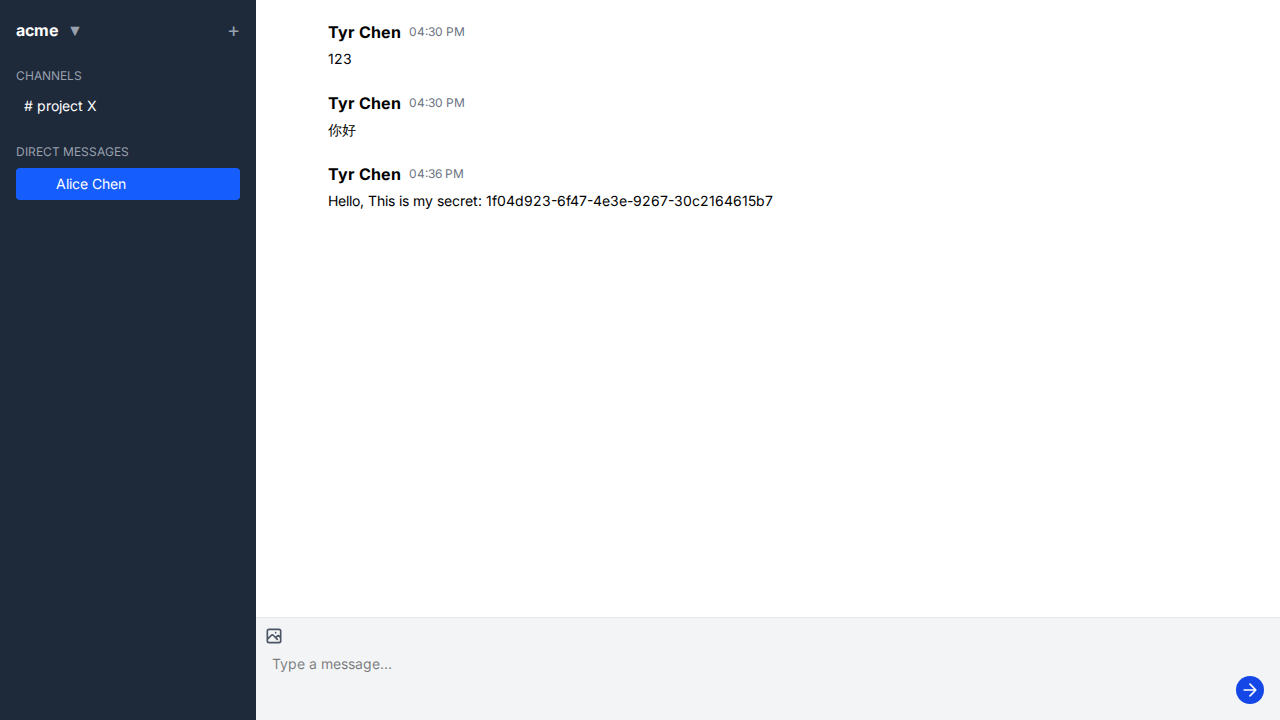 acme ▼ +
CHANNELS
# project X
DIRECT MESSAGES
Alice Chen
Tyr Chen 04:30 PM
123
Tyr Chen 04:30 PM
你好
Tyr Chen 04:36 PM
Hello, This is my secret: 1f04d923-6f47-4e3e-9267-30c2164615b7
Type a message...